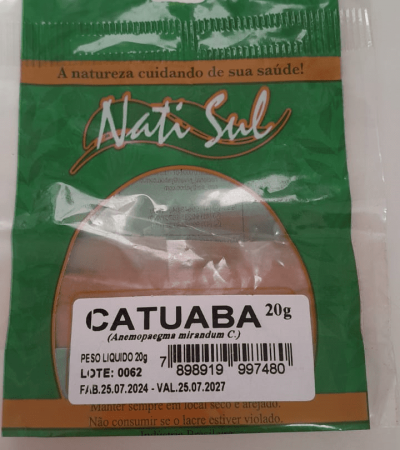 A natureza cuidando de sua saúde!
Nati Sul
CATUABA 20g
(Anemopaegma mirandum C.)
PESO LIQUIDO 20g
LOTE: 0062
7 898919 997480
FAB.25.07.2024 - VAL.25.07.2027
Manter sempre em local seco e arejado.
Não consumir se o lacre estiver violado.